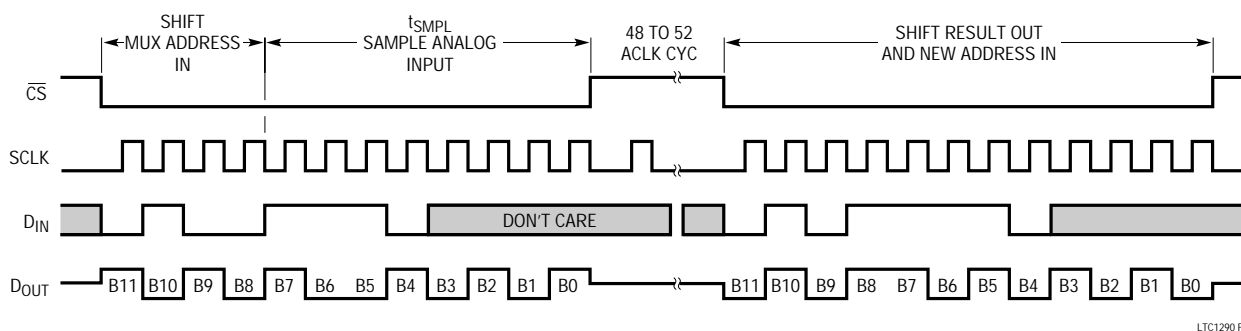 SHIFT
MUX ADDRESS
IN
tSMPL
SAMPLE ANALOG
INPUT
48 TO 52
ACLK CYC
SHIFT RESULT OUT
AND NEW ADDRESS IN
CS
SCLK
DIN
DON'T CARE
DOUT
B11 B10 B9 B8 B7 B6 B5 B4 B3 B2 B1 B0
B11 B10 B9 B8 B7 B6 B5 B4 B3 B2 B1 B0
LTC1290 F